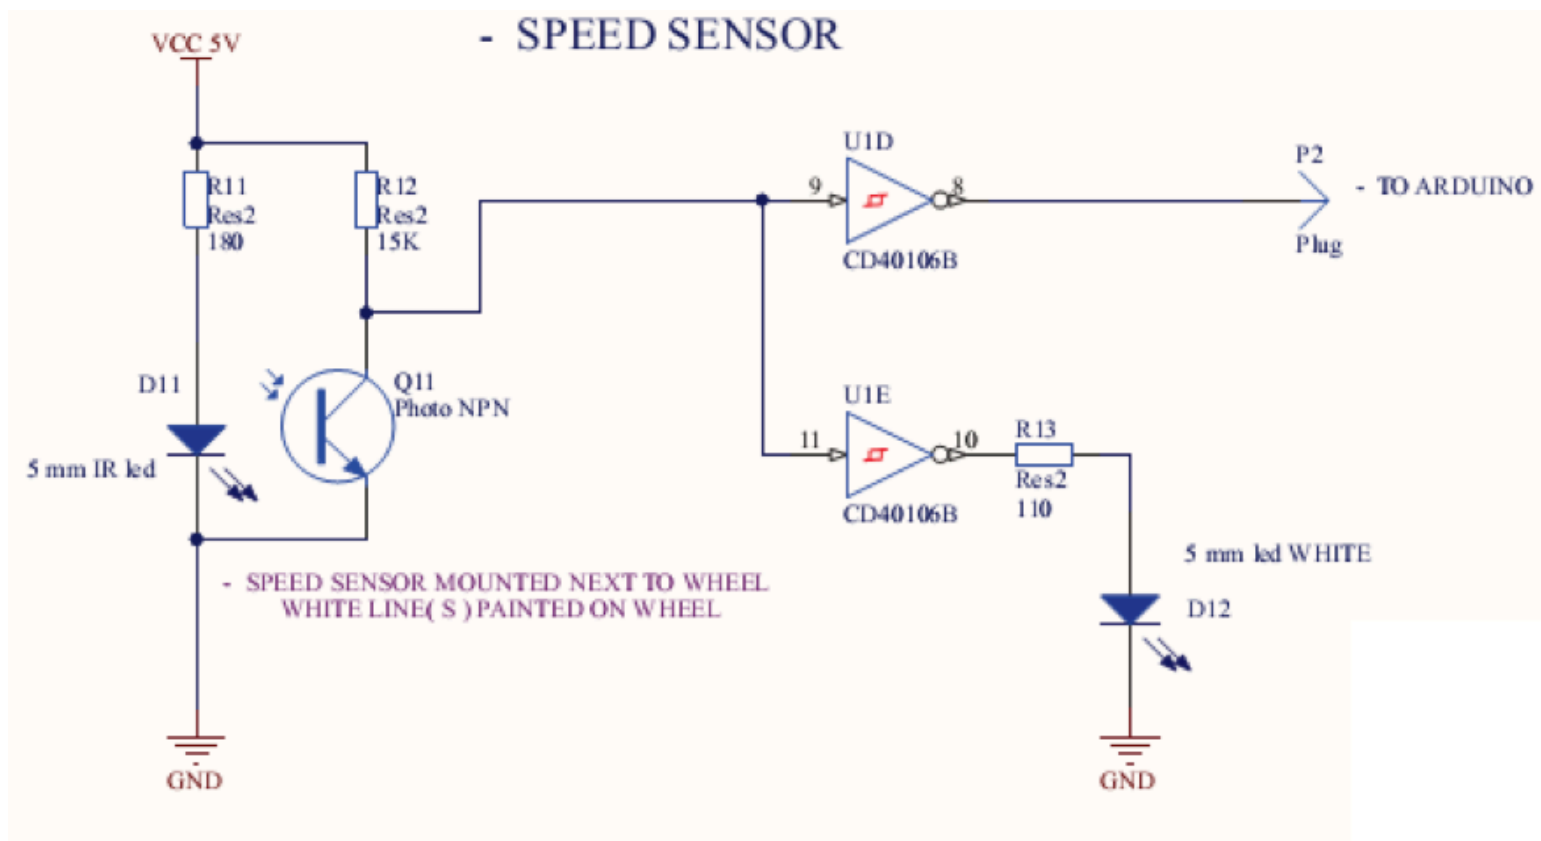 - SPEED SENSOR
VCC 5V
U1D
P2
R11
R12
9
8
- TO ARDUINO
Res2
Res2
180
15K
Plug
CD40106B
D11
Q11
Photo NPN
U1E
R13
11
10
5 mm IR led
Res2
110
CD40106B
5 mm led WHITE
- SPEED SENSOR MOUNTED NEXT TO WHEEL
WHITE LINE( S ) PAINTED ON WHEEL
D12
GND
GND